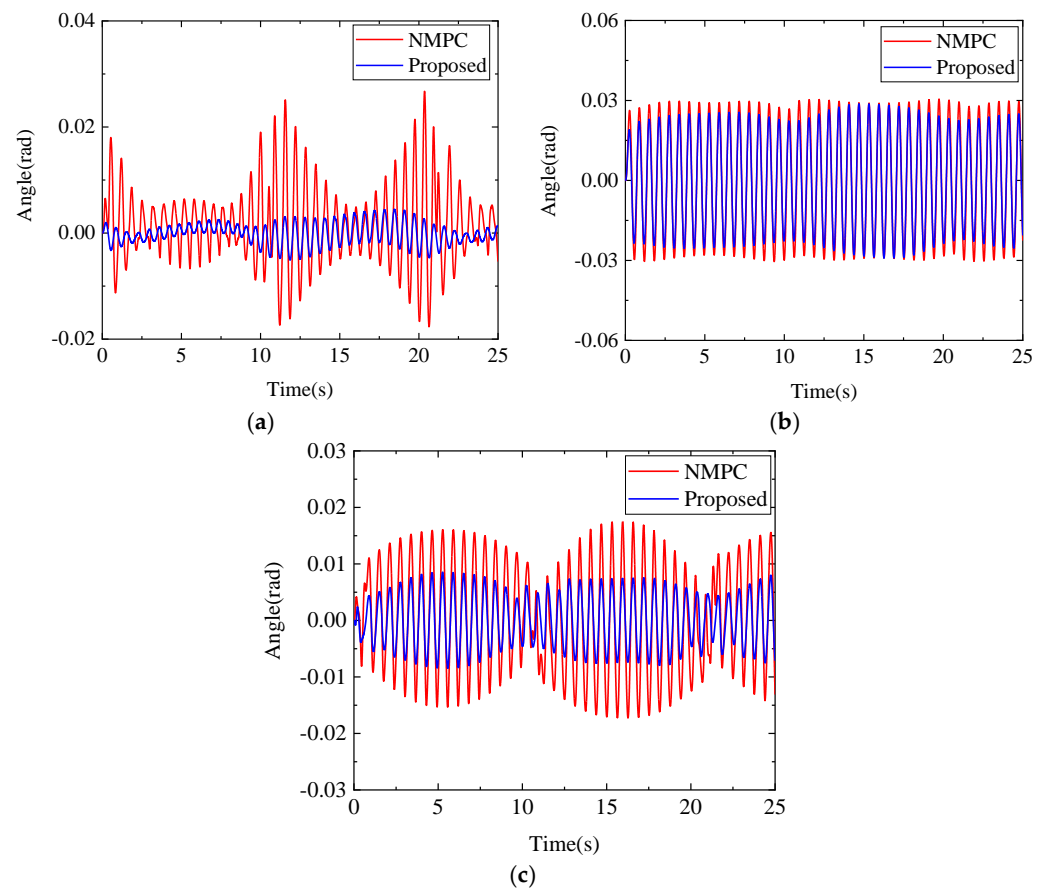 0.04
0.02
0.00
-0.02
Angle(rad)
NMPC
Proposed
0 5 10 15 20 25
Time(s)
(a)
0.06
0.03
0.00
-0.03
-0.06
Angle(rad)
NMPC
Proposed
0 5 10 15 20 25
Time(s)
(b)
0.03
0.02
0.01
0.00
-0.01
-0.02
-0.03
Angle(rad)
NMPC
Proposed
0 5 10 15 20 25
Time(s)
(c)